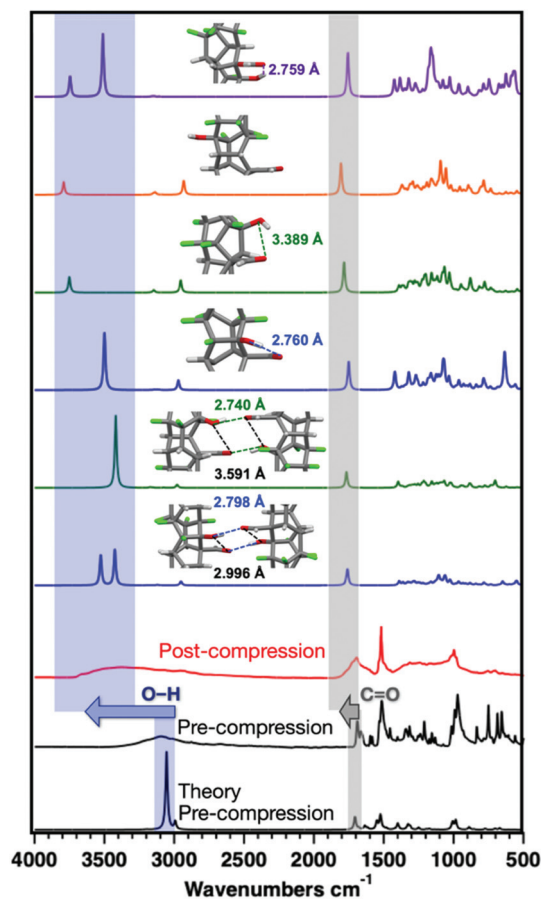 2.759 Å
3.389 Å
2.760 Å
2.740 Å
3.591 Å
2.798 Å
2.996 Å
Post-compression
O–H
C=O
Pre-compression
Theory
Pre-compression
4000 3500 3000 2500 2000 1500 1000 500
Wavenumbers cm-1